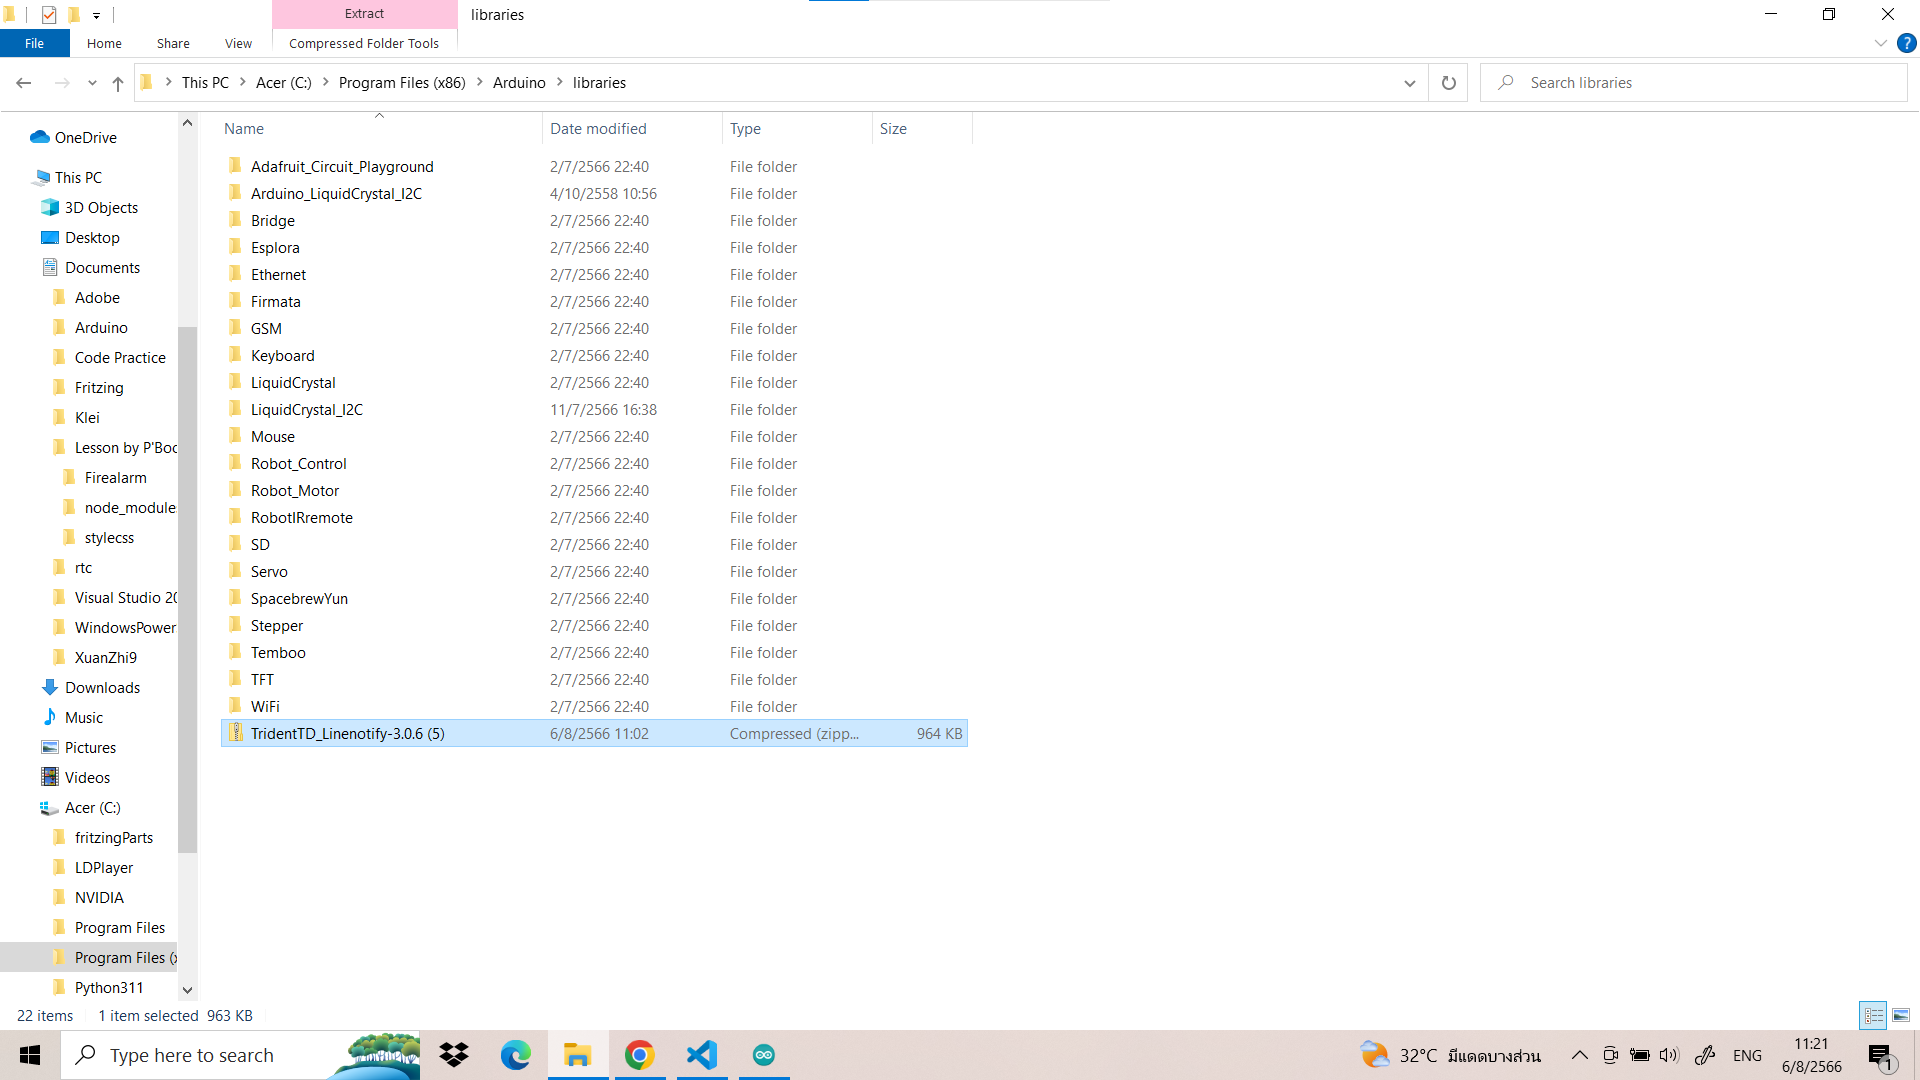 Extract
libraries
File
Home
Share
View
Compressed Folder Tools
This PC
Acer (C:)
Program Files (x86)
Arduino
libraries
Search libraries
OneDrive
This PC
3D Objects
Desktop
Documents
Adobe
Arduino
Code Practice
Fritzing
Klei
Lesson by P'Boo
Firealarm
node_module
stylecss
rtc
Visual Studio 20
WindowsPower
XuanZhi9
Downloads
Music
Pictures
Videos
Acer (C:)
fritzingParts
LDPlayer
NVIDIA
Program Files
Program Files (x
Python311
Name Date modified Type Size
Adafruit_Circuit_Playground 2/7/2566 22:40 File folder
Arduino_LiquidCrystal_I2C 4/10/2558 10:56 File folder
Bridge 2/7/2566 22:40 File folder
Esplora 2/7/2566 22:40 File folder
Ethernet 2/7/2566 22:40 File folder
Firmata 2/7/2566 22:40 File folder
GSM 2/7/2566 22:40 File folder
Keyboard 2/7/2566 22:40 File folder
LiquidCrystal 2/7/2566 22:40 File folder
LiquidCrystal_I2C 11/7/2566 16:38 File folder
Mouse 2/7/2566 22:40 File folder
Robot_Control 2/7/2566 22:40 File folder
Robot_Motor 2/7/2566 22:40 File folder
RobotIRremote 2/7/2566 22:40 File folder
SD 2/7/2566 22:40 File folder
Servo 2/7/2566 22:40 File folder
SpacebrewYun 2/7/2566 22:40 File folder
Stepper 2/7/2566 22:40 File folder
Temboo 2/7/2566 22:40 File folder
TFT 2/7/2566 22:40 File folder
WiFi 2/7/2566 22:40 File folder
TridentTD_Linenotify-3.0.6 (5) 6/8/2566 11:02 Compressed (zipp... 964 KB
22 items 1 item selected 963 KB
Type here to search
32°C มีแดดบางส่วน
ENG
11:21
6/8/2566
1